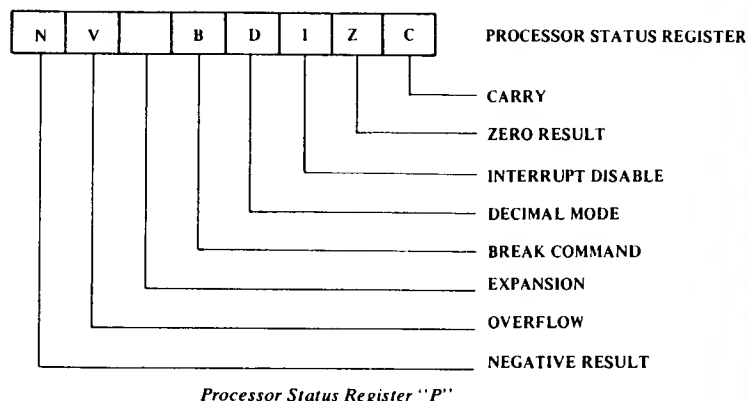 N V B D I Z C PROCESSOR STATUS REGISTER
CARRY
ZERO RESULT
INTERRUPT DISABLE
DECIMAL MODE
BREAK COMMAND
EXPANSION
OVERFLOW
NEGATIVE RESULT
Processor Status Register "P"